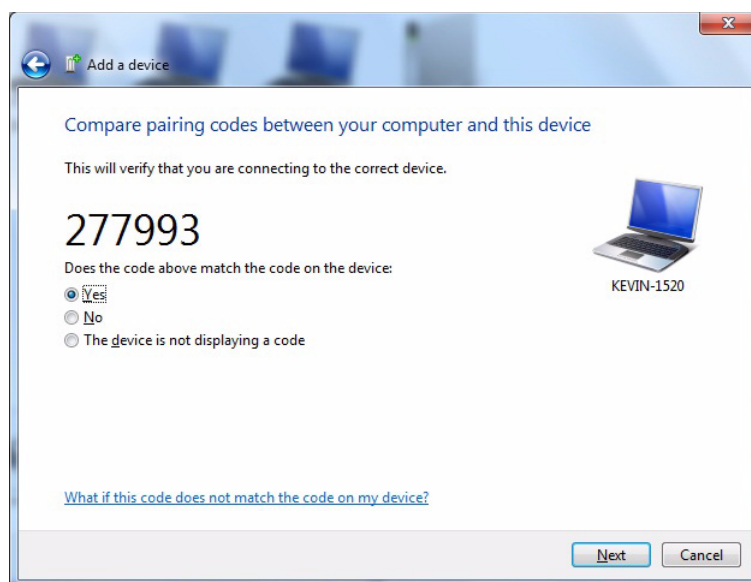 Add a device
Compare pairing codes between your computer and this device
This will verify that you are connecting to the correct device.
277993
Does the code above match the code on the device:
Yes
No
The device is not displaying a code
KEVIN-1520
What if this code does not match the code on my device?
Next Cancel